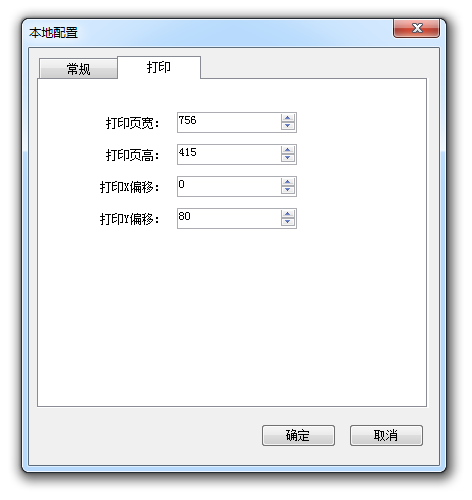 本地配置
常规 打印
打印页宽： 756
打印页高： 415
打印X偏移： 0
打印Y偏移： 80
确定 取消